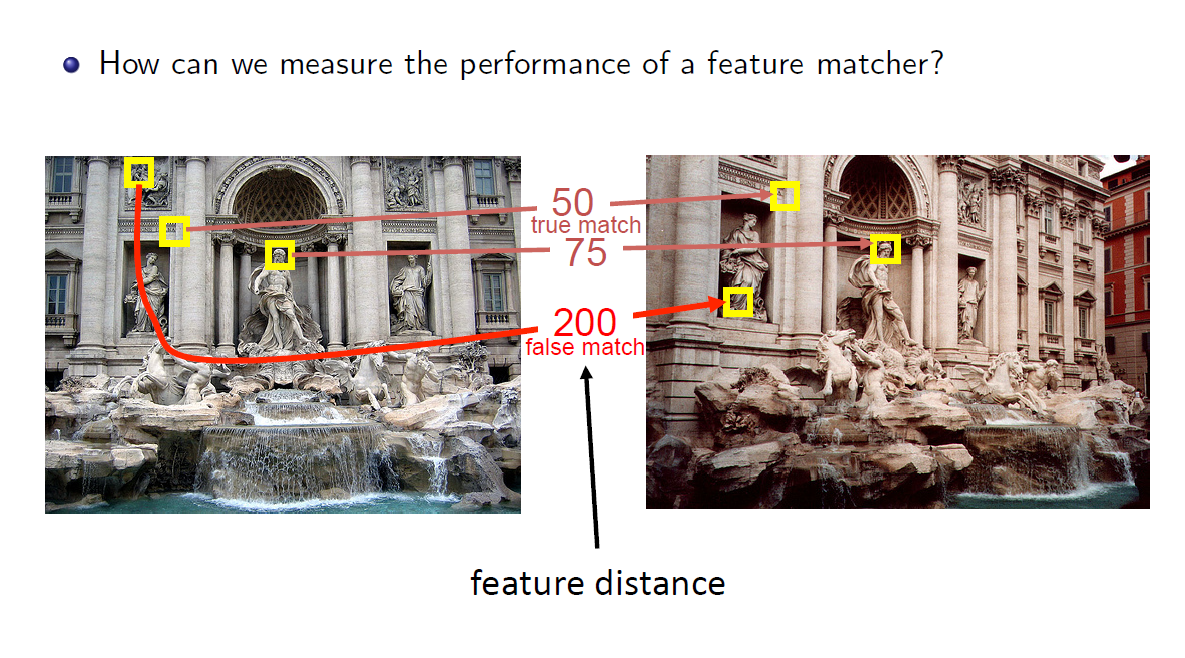 How can we measure the performance of a feature matcher?
50
true match
75
200
false match
feature distance